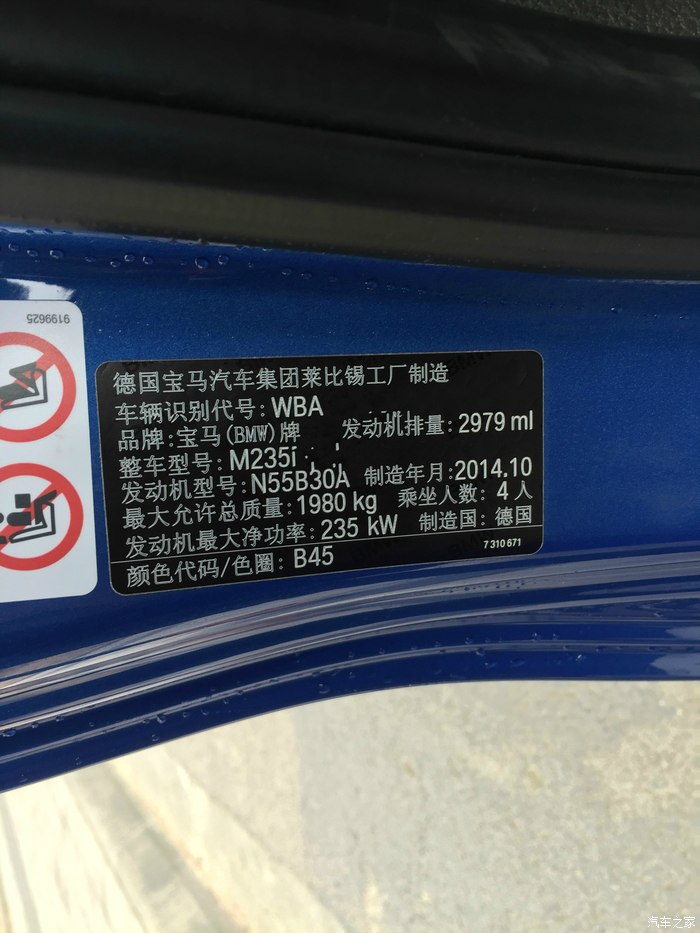 9199625
德国宝马汽车集团莱比锡工厂制造
车辆识别代号: WBA
品牌: 宝马(BMW)牌 发动机排量: 2979 ml
整车型号: M235i
发动机型号: N55B30A 制造年月: 2014.10
最大允许总质量: 1980 kg 乘坐人数: 4 人
发动机最大净功率: 235 kW 制造国: 德国
颜色代码/色圈: B45
7 310 671
汽车之家